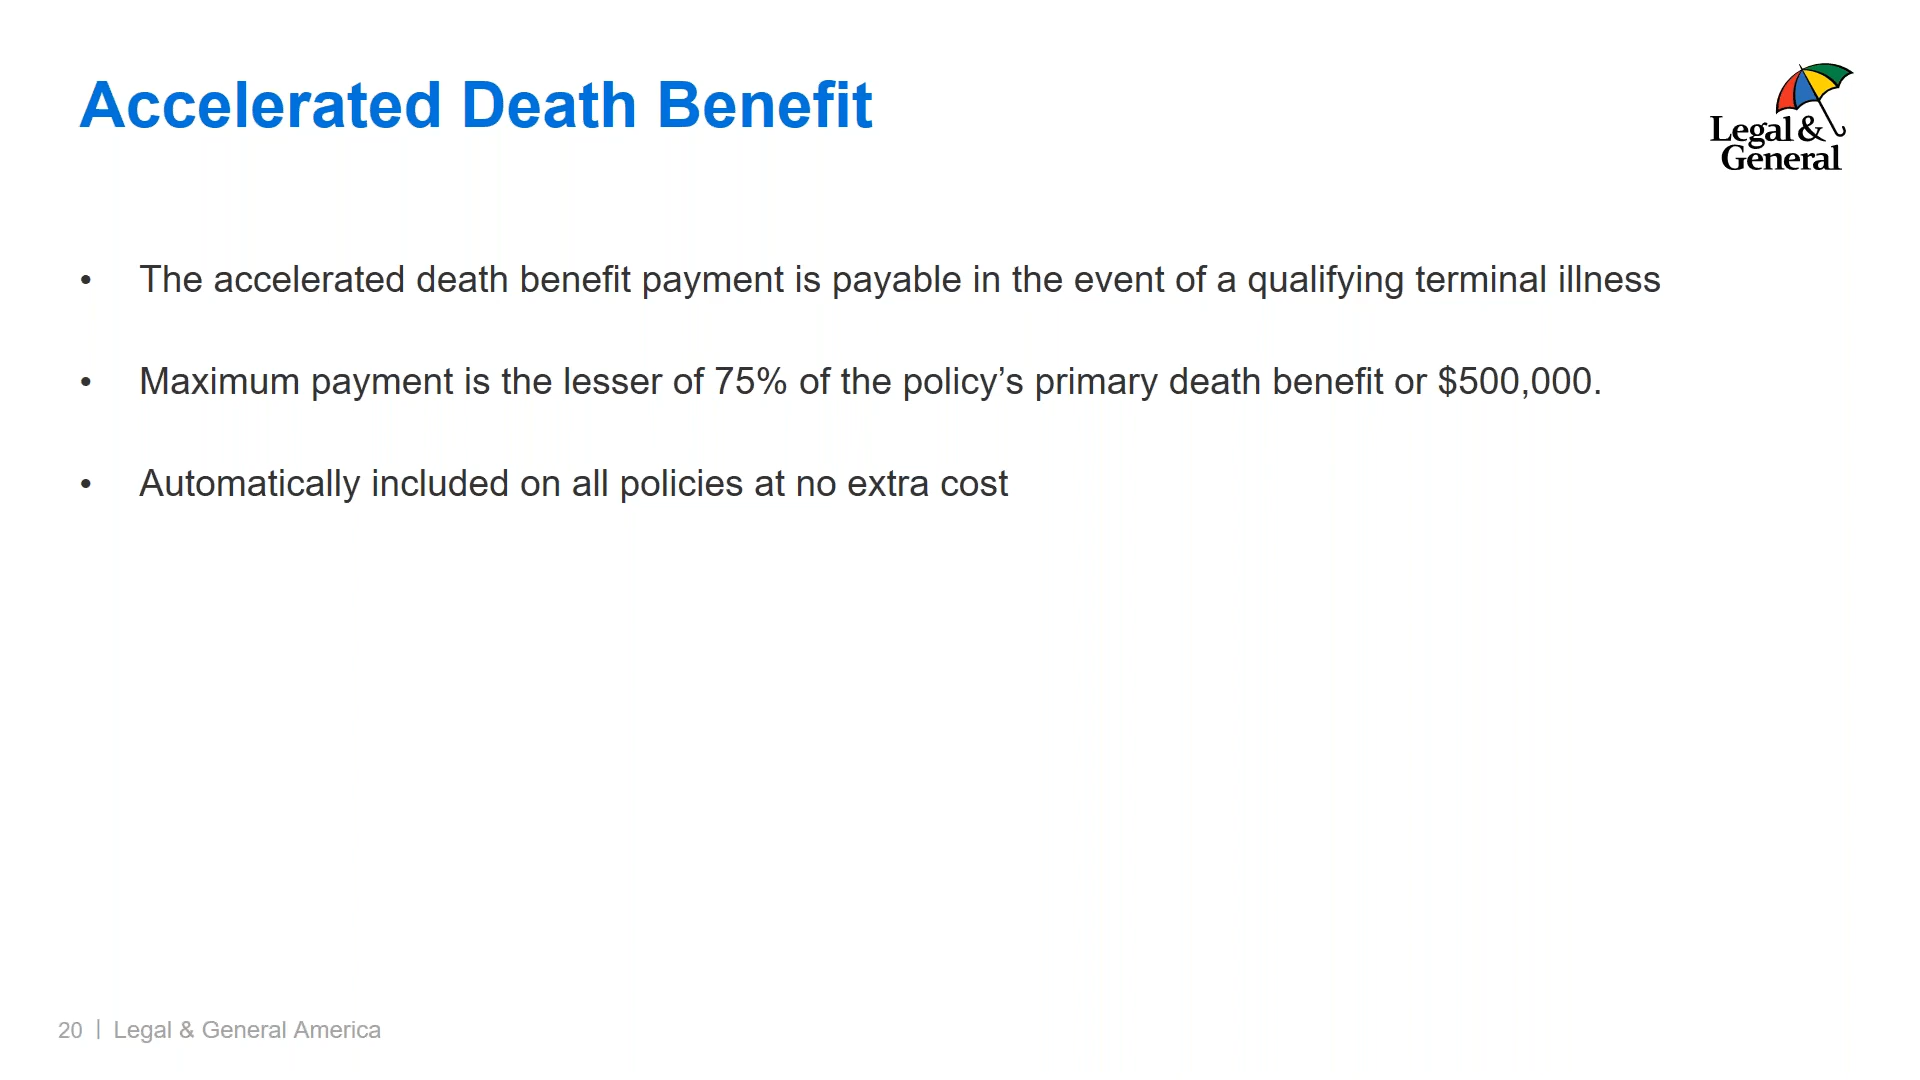 Accelerated Death Benefit
Legal &
General
• The accelerated death benefit payment is payable in the event of a qualifying terminal illness
• Maximum payment is the lesser of 75% of the policy’s primary death benefit or $500,000.
• Automatically included on all policies at no extra cost
20 | Legal & General America